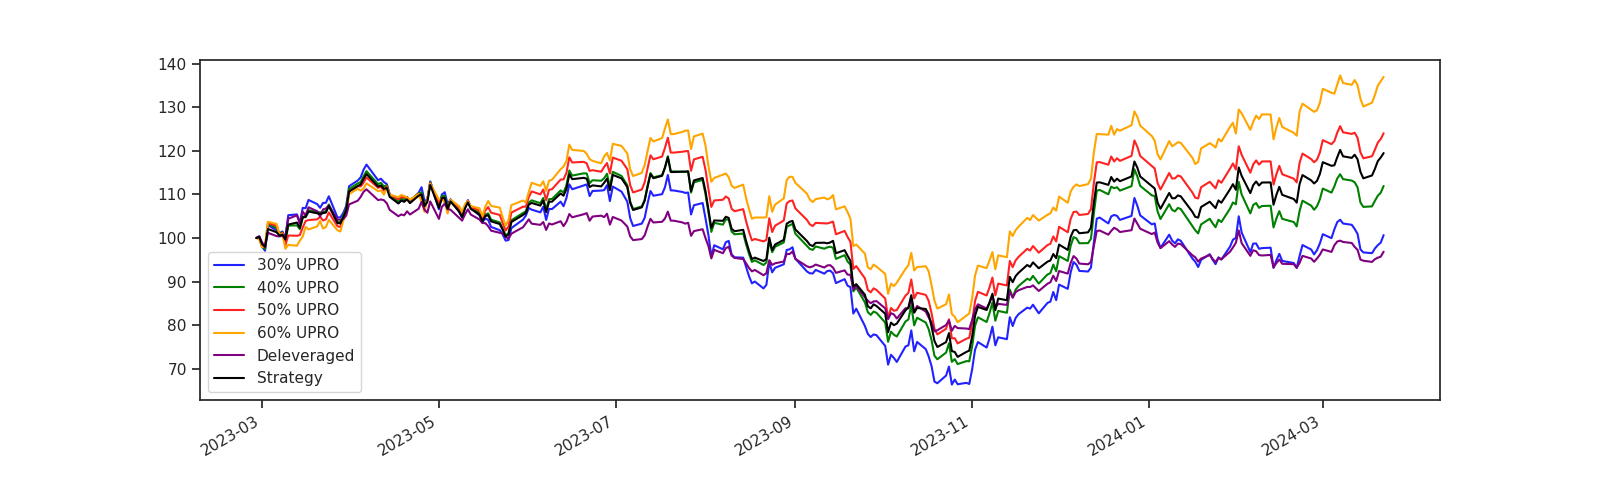 140
130
120
110
100
90
80
70
30% UPRO
40% UPRO
50% UPRO
60% UPRO
Deleveraged
Strategy
2023-03
2023-05
2023-07
2023-09
2023-11
2024-01
2024-03